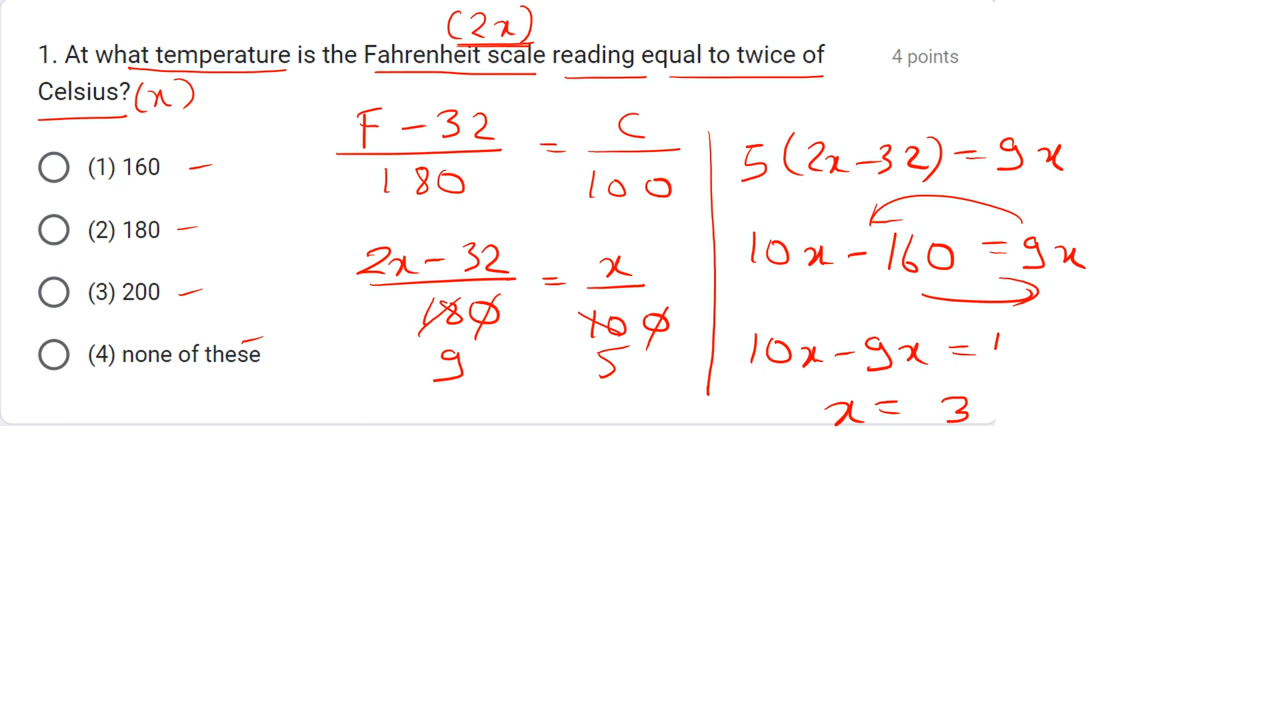 (2x)
1. At what temperature is the Fahrenheit scale reading equal to twice of
4 points
Celsius? (x)
(1) 160
(2) 180
(3) 200
(4) none of these
F - 32 / 180 = C / 100
2x - 32 / 180 = x / 100
9 5
5(2x-32) = 9x
10x - 160 = 9x
10x - 9x = 1
x = 3